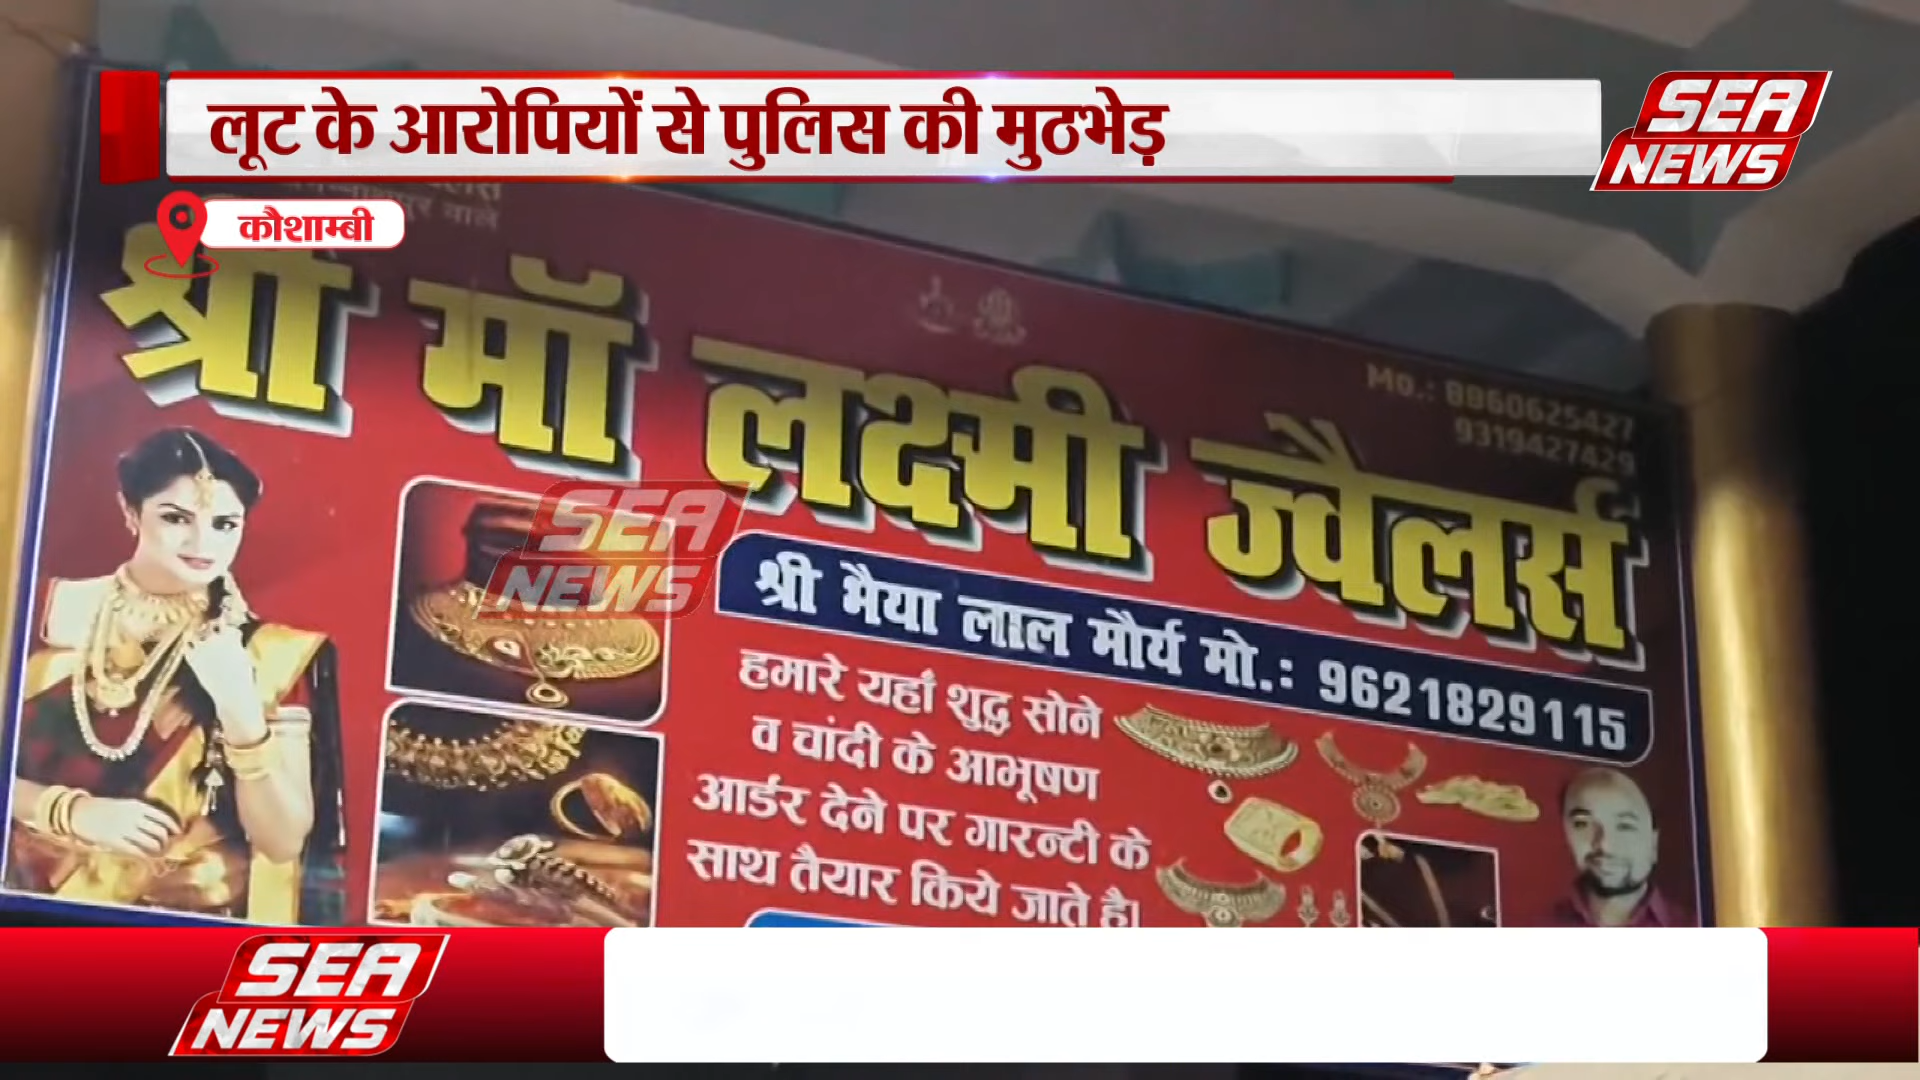 लूट के आरोपियों से पुलिस की मुठभेड़
SEA
NEWS
कौशाम्बी
वाले
श्री माँ लक्ष्मी ज्वैलर्स
Mo.: 8860625427
9319427429
SEA
NEWS
श्री भैया लाल मौर्य मो.: 9621829115
हमारे यहाँ शुद्ध सोने
व चांदी के आभूषण
आर्डर देने पर गारन्टी के
साथ तैयार किये जाते है।
SEA
NEWS